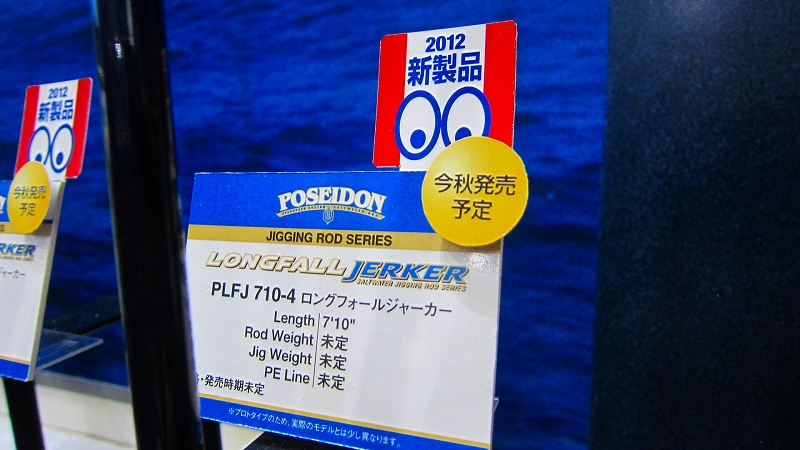 2012
新製品
今秋発売
予定
POSEIDON
JIGGING ROD SERIES
LONGFALL JERKER
SALTWATER JIGGING ROD SERIES
PLFJ 710-4 ロングフォールジャーカー
Length 7'10"
Rod Weight 未定
Jig Weight 未定
PE Line 未定
・発売時期未定
※プロトタイプのため、実際のモデルとは少し異なります。
2012
新製品
今秋発売
予定
RKER
ジャーカー